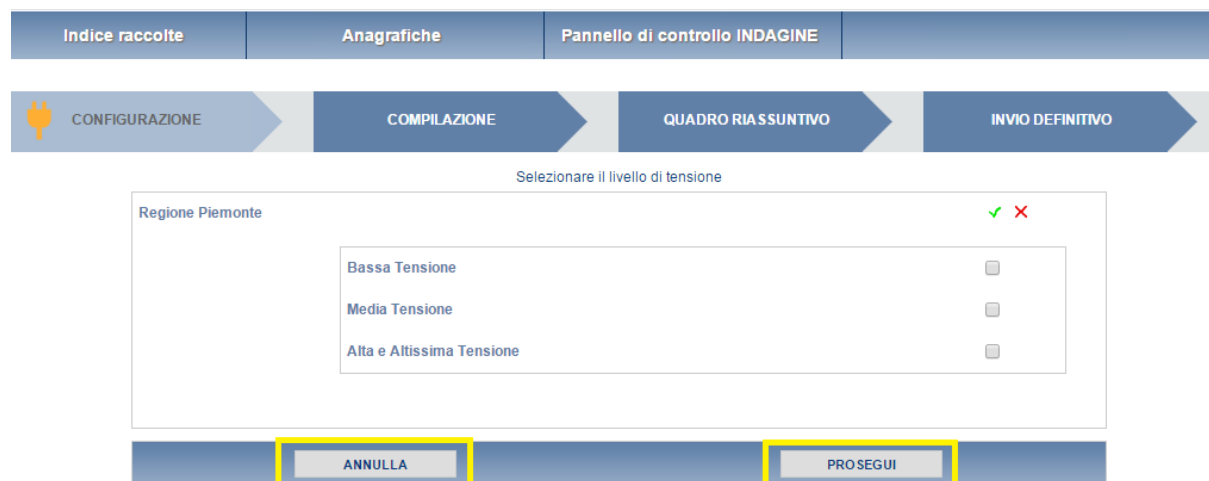 Indice raccolte Anagrafiche Pannello di controllo INDAGINE
CONFIGURAZIONE COMPILAZIONE QUADRO RIASSUNTIVO INVIO DEFINITIVO
Selezionare il livello di tensione
Regione Piemonte
Bassa Tensione
Media Tensione
Alta e Altissima Tensione
ANNULLA PROSEGUI